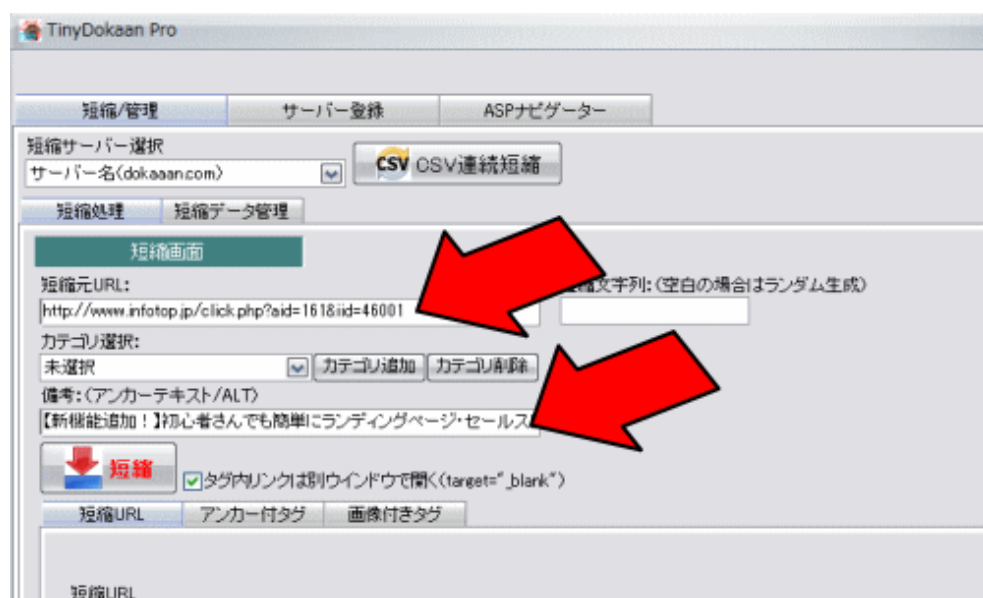 TinyDokaan Pro
短縮/管理 サーバー登録 ASPナビゲーター
短縮サーバー選択
サーバー名(dokaaan.com) CSV CSV連続短縮
短縮処理 短縮データ管理
短縮画面
短縮元URL: 文字列:(空白の場合はランダム生成)
http://www.infotop.jp/click.php?aid=161&iid=46001
カテゴリ選択:
未選択 カテゴリ追加 カテゴリ削除
備考:(アンカーテキスト/ALT)
【新機能追加！】初心者さんでも簡単にランディングページ・セールス
短縮 タグ内リンクは別ウインドウで開く(target="_blank")
短縮URL アンカー付タグ 画像付きタグ
短縮URL